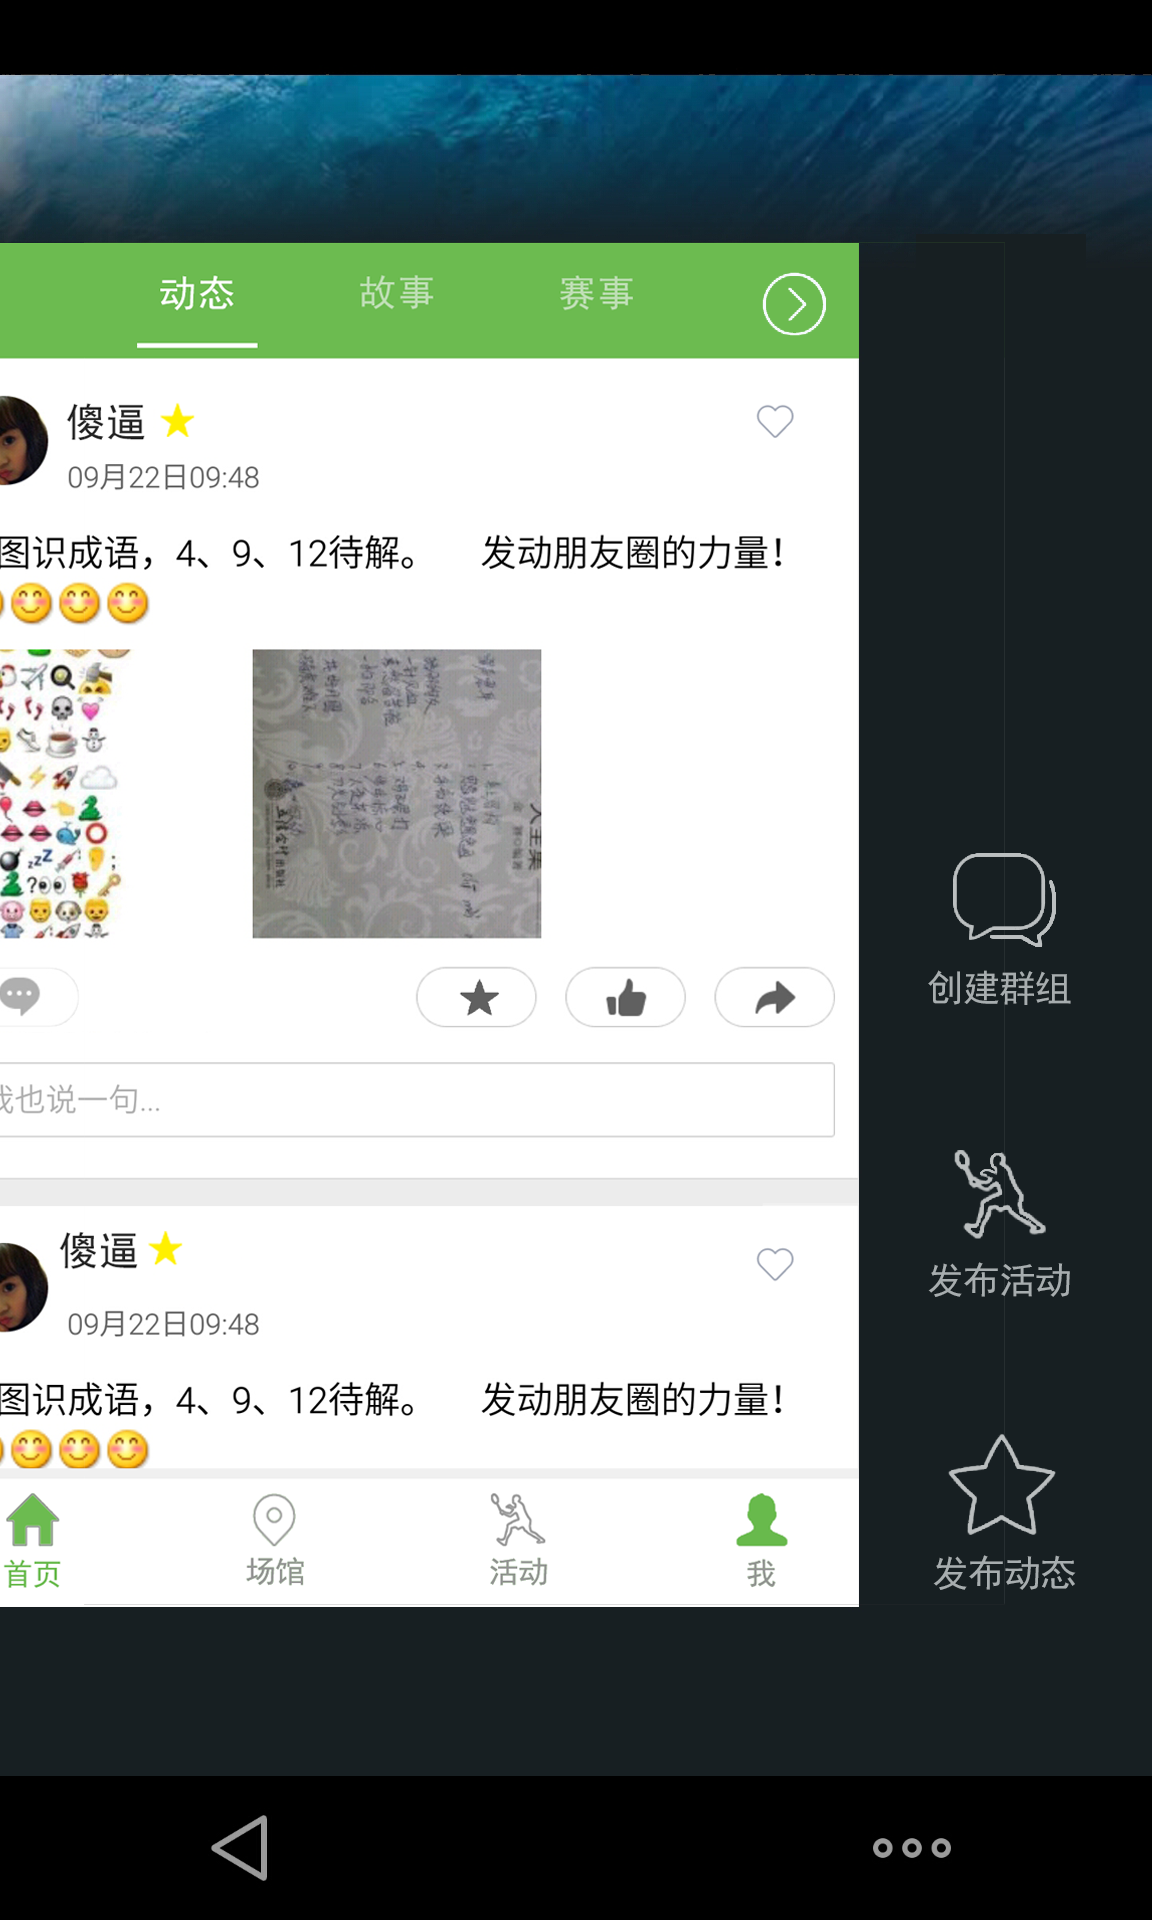 动态 故事 赛事
傻逼
09月22日09:48
图识成语，4、9、12待解。 发动朋友圈的力量！
我也说一句...
傻逼
09月22日09:48
图识成语，4、9、12待解。 发动朋友圈的力量！
首页 场馆 活动 我
创建群组
发布活动
发布动态